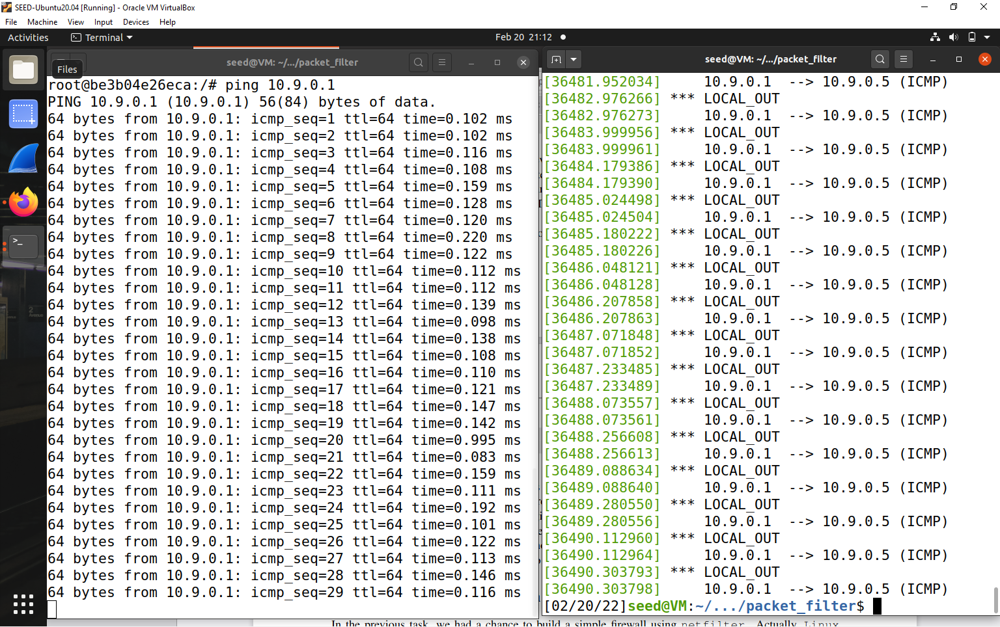 SEED-Ubuntu20.04 [Running] - Oracle VM VirtualBox
File Machine View Input Devices Help
Activities Terminal Feb 20 21:12
Files
seed@VM: ~/.../packet_filter
root@be3b04e26eca:/# ping 10.9.0.1
PING 10.9.0.1 (10.9.0.1) 56(84) bytes of data.
64 bytes from 10.9.0.1: icmp_seq=1 ttl=64 time=0.102 ms
64 bytes from 10.9.0.1: icmp_seq=2 ttl=64 time=0.102 ms
64 bytes from 10.9.0.1: icmp_seq=3 ttl=64 time=0.116 ms
64 bytes from 10.9.0.1: icmp_seq=4 ttl=64 time=0.108 ms
64 bytes from 10.9.0.1: icmp_seq=5 ttl=64 time=0.159 ms
64 bytes from 10.9.0.1: icmp_seq=6 ttl=64 time=0.128 ms
64 bytes from 10.9.0.1: icmp_seq=7 ttl=64 time=0.120 ms
64 bytes from 10.9.0.1: icmp_seq=8 ttl=64 time=0.220 ms
64 bytes from 10.9.0.1: icmp_seq=9 ttl=64 time=0.122 ms
64 bytes from 10.9.0.1: icmp_seq=10 ttl=64 time=0.112 ms
64 bytes from 10.9.0.1: icmp_seq=11 ttl=64 time=0.112 ms
64 bytes from 10.9.0.1: icmp_seq=12 ttl=64 time=0.139 ms
64 bytes from 10.9.0.1: icmp_seq=13 ttl=64 time=0.098 ms
64 bytes from 10.9.0.1: icmp_seq=14 ttl=64 time=0.138 ms
64 bytes from 10.9.0.1: icmp_seq=15 ttl=64 time=0.108 ms
64 bytes from 10.9.0.1: icmp_seq=16 ttl=64 time=0.110 ms
64 bytes from 10.9.0.1: icmp_seq=17 ttl=64 time=0.121 ms
64 bytes from 10.9.0.1: icmp_seq=18 ttl=64 time=0.147 ms
64 bytes from 10.9.0.1: icmp_seq=19 ttl=64 time=0.142 ms
64 bytes from 10.9.0.1: icmp_seq=20 ttl=64 time=0.995 ms
64 bytes from 10.9.0.1: icmp_seq=21 ttl=64 time=0.083 ms
64 bytes from 10.9.0.1: icmp_seq=22 ttl=64 time=0.159 ms
64 bytes from 10.9.0.1: icmp_seq=23 ttl=64 time=0.111 ms
64 bytes from 10.9.0.1: icmp_seq=24 ttl=64 time=0.192 ms
64 bytes from 10.9.0.1: icmp_seq=25 ttl=64 time=0.101 ms
64 bytes from 10.9.0.1: icmp_seq=26 ttl=64 time=0.122 ms
64 bytes from 10.9.0.1: icmp_seq=27 ttl=64 time=0.113 ms
64 bytes from 10.9.0.1: icmp_seq=28 ttl=64 time=0.146 ms
64 bytes from 10.9.0.1: icmp_seq=29 ttl=64 time=0.116 ms
seed@VM: ~/.../packet_filter
[36481.952034]     10.9.0.1  --> 10.9.0.5 (ICMP)
[36482.976266] *** LOCAL_OUT
[36482.976273]     10.9.0.1  --> 10.9.0.5 (ICMP)
[36483.999956] *** LOCAL_OUT
[36483.999961]     10.9.0.1  --> 10.9.0.5 (ICMP)
[36484.179386] *** LOCAL_OUT
[36484.179390]     10.9.0.1  --> 10.9.0.5 (ICMP)
[36485.024498] *** LOCAL_OUT
[36485.024504]     10.9.0.1  --> 10.9.0.5 (ICMP)
[36485.180222] *** LOCAL_OUT
[36485.180226]     10.9.0.1  --> 10.9.0.5 (ICMP)
[36486.048121] *** LOCAL_OUT
[36486.048128]     10.9.0.1  --> 10.9.0.5 (ICMP)
[36486.207858] *** LOCAL_OUT
[36486.207863]     10.9.0.1  --> 10.9.0.5 (ICMP)
[36487.071848] *** LOCAL_OUT
[36487.071852]     10.9.0.1  --> 10.9.0.5 (ICMP)
[36487.233485] *** LOCAL_OUT
[36487.233489]     10.9.0.1  --> 10.9.0.5 (ICMP)
[36488.073557] *** LOCAL_OUT
[36488.073561]     10.9.0.1  --> 10.9.0.5 (ICMP)
[36488.256608] *** LOCAL_OUT
[36488.256613]     10.9.0.1  --> 10.9.0.5 (ICMP)
[36489.088634] *** LOCAL_OUT
[36489.088640]     10.9.0.1  --> 10.9.0.5 (ICMP)
[36489.280550] *** LOCAL_OUT
[36489.280556]     10.9.0.1  --> 10.9.0.5 (ICMP)
[36490.112960] *** LOCAL_OUT
[36490.112964]     10.9.0.1  --> 10.9.0.5 (ICMP)
[36490.303793] *** LOCAL_OUT
[36490.303798]     10.9.0.1  --> 10.9.0.5 (ICMP)
[02/20/22]seed@VM:~/.../packet_filter$
In the previous task, we had a chance to build a simple firewall using netfilter. Actually, Linux